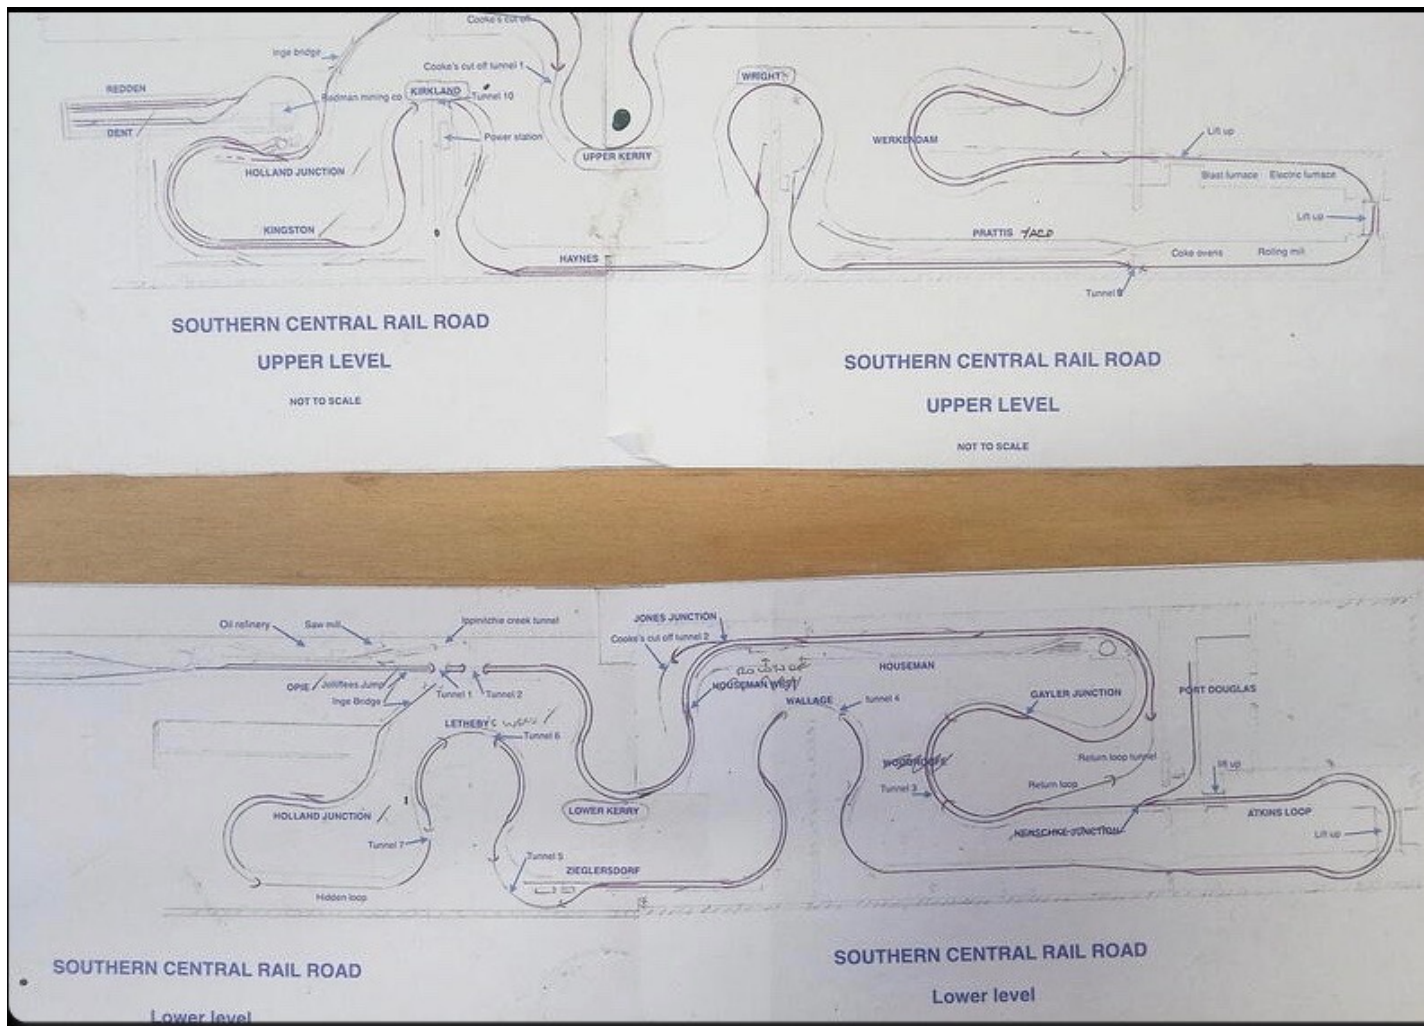 Cooke's cut off
Inge bridge
Cooke's cut off tunnel 1
WRIGHT
REDDEN
Redman mining co
KIRKLAND
Tunnel 10
DENT
Power station
WERKENDAM
Lift up
UPPER KERRY
HOLLAND JUNCTION
Blast furnace
Electric furnace
Lift up
KINGSTON
PRATTIS YARD
HAYNES
Coke ovens
Rolling mill
Tunnel 9
SOUTHERN CENTRAL RAIL ROAD
UPPER LEVEL
NOT TO SCALE
SOUTHERN CENTRAL RAIL ROAD
UPPER LEVEL
NOT TO SCALE
Oil refinery
Saw mill
Ippinitchie creek tunnel
JONES JUNCTION
Cooke's cut off tunnel 2
HOUSEMAN
OPIE
Jolliffees Jump
Tunnel 1
Tunnel 2
Inge Bridge
HOUSEMAN WEST
WALLAGE
tunnel 4
GAYLER JUNCTION
PORT DOUGLAS
LETHEBY'S
Tunnel 6
WOODROOFE
Return loop tunnel
lift up
Tunnel 3
Return loop
LOWER KERRY
HOLLAND JUNCTION
HENSCHKE JUNCTION
ATKINS LOOP
Lift up
Tunnel 7
Tunnel 5
ZIEGLERSDORF
Hidden loop
SOUTHERN CENTRAL RAIL ROAD
Lower level
SOUTHERN CENTRAL RAIL ROAD
Lower level